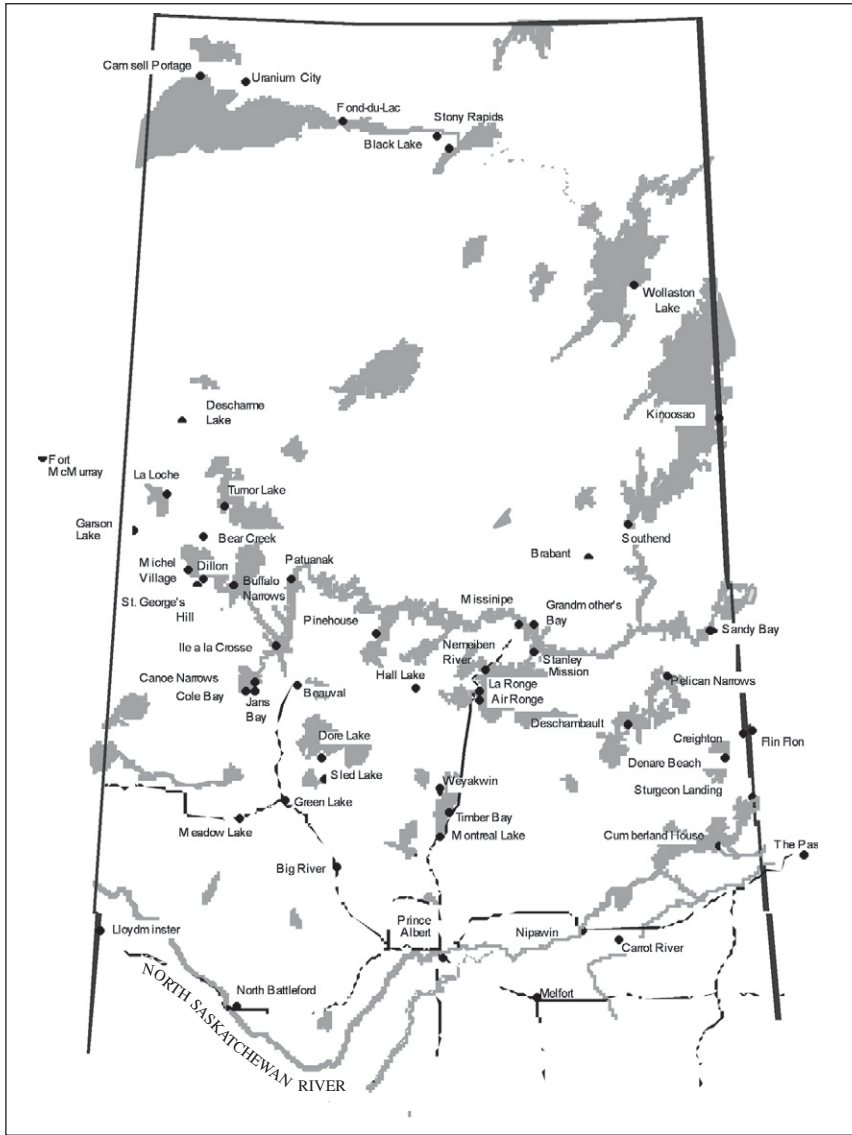 Camsell Portage
Uranium City
Fond-du-Lac
Stony Rapids
Black Lake
Wollaston
Lake
Descharme
Lake
Kinoosao
Fort
McMurray
La Loche
Turnor Lake
Garson
Lake
Bear Creek
Southend
Brabant
Michel
Village
Dillon
Patuanak
Buffalo
Narrows
St. George's
Hill
Missinipe
Grandmother's
Bay
Pinehouse
Sandy Bay
Ile a la Crosse
Nemeiben
River
Stanley
Mission
Canoe Narrows
Cole Bay
Jans
Bay
Beauval
Hall Lake
La Ronge
Air Ronge
Pelican Narrows
Deschambault
Dore Lake
Creighton
Flin Flon
Denare Beach
Sled Lake
Weyakwin
Sturgeon Landing
Green Lake
Timber Bay
Meadow Lake
Montreal Lake
Cumberland House
The Pas
Big River
Prince
Albert
Nipawin
Lloydminster
Carrot River
North Battleford
Melfort
NORTH SASKATCHEWAN RIVER